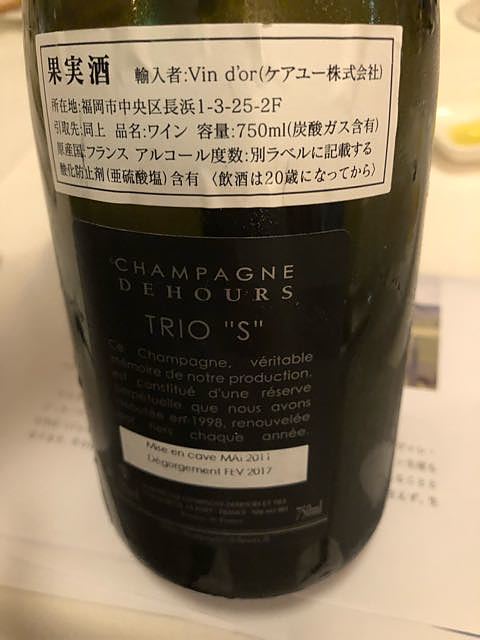 果実酒 輸入者:Vin d'or(ケアユー株式会社)
所在地:福岡市中央区長浜1-3-25-2F
引取先:同上 品名:ワイン 容量:750ml(炭酸ガス含有)
原産国:フランス アルコール度数:別ラベルに記載する
酸化防止剤(亜硫酸塩)含有 〈飲酒は20歳になってから〉
CHAMPAGNE
DEHOURS
TRIO "S"
Ce Champagne, véritable
mémoire de notre production,
est constitué d'une réserve
perpétuelle que nous avons
débutée en 1998, renouvelée
par tiers chaque année.
Mise en cave MAI 2011
Dégorgement FEV 2017
750ml